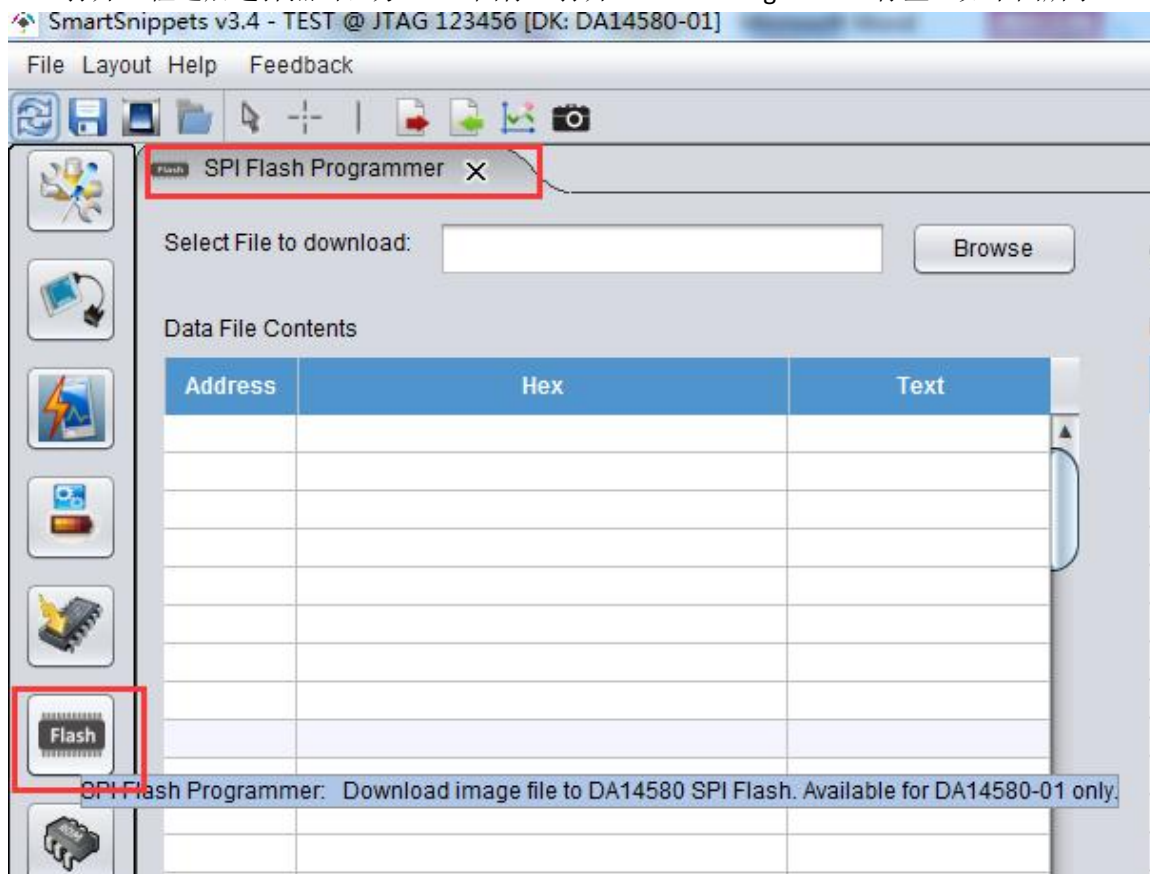 SmartSnippets v3.4 - TEST @ JTAG 123456 [DK: DA14580-01]
File Layout Help Feedback
Flash SPI Flash Programmer X
Select File to download: Browse
Data File Contents
Address Hex Text
Flash
SPI Flash Programmer: Download image file to DA14580 SPI Flash. Available for DA14580-01 only.